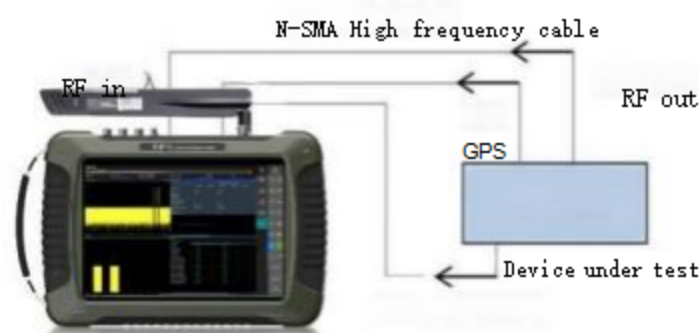 N-SMA High frequency cable
RF in
RF out
GPS
Device under test